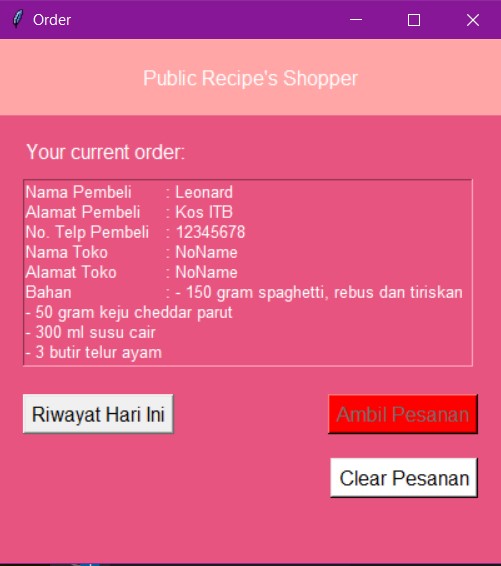 Order
Public Recipe's Shopper
Your current order:
Nama Pembeli : Leonard
Alamat Pembeli : Kos ITB
No. Telp Pembeli : 12345678
Nama Toko : NoName
Alamat Toko : NoName
Bahan : - 150 gram spaghetti, rebus dan tiriskan
- 50 gram keju cheddar parut
- 300 ml susu cair
- 3 butir telur ayam
Riwayat Hari Ini
Ambil Pesanan
Clear Pesanan